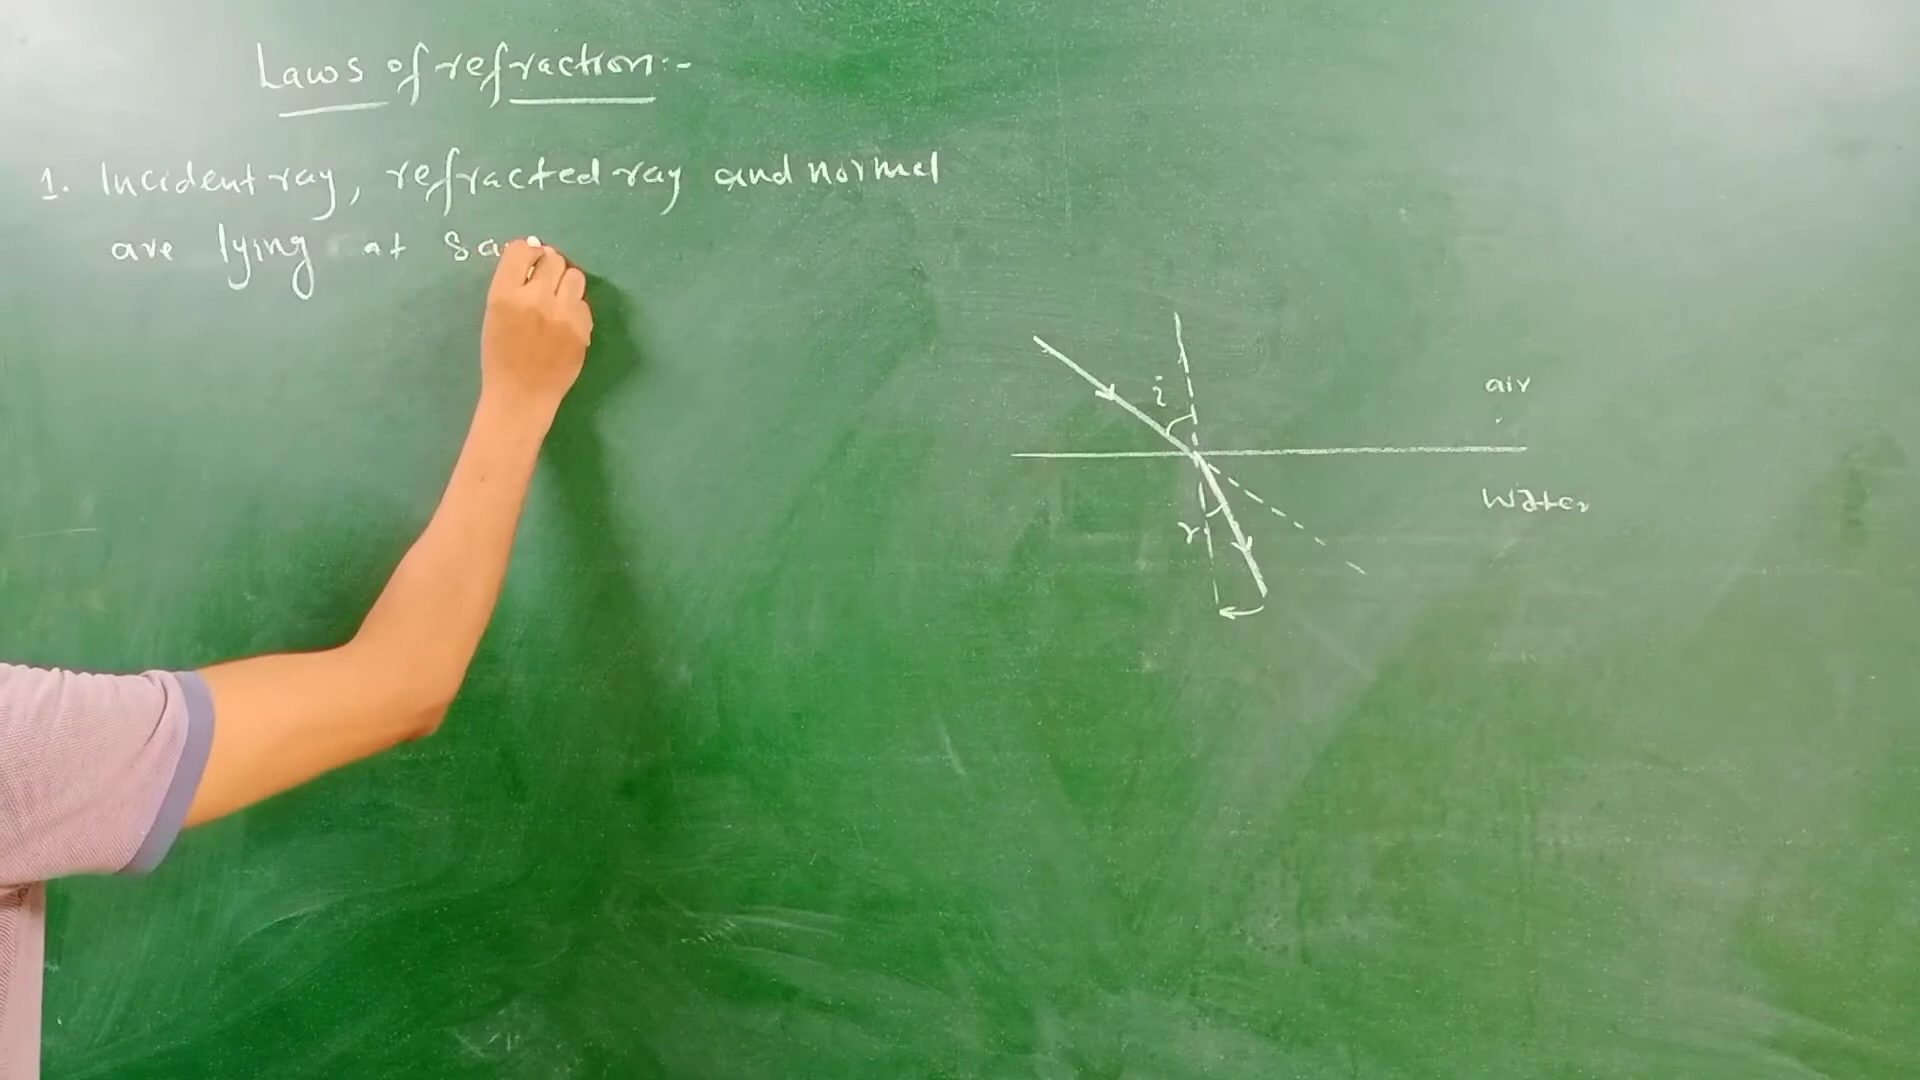 Laws of refraction:-
1. Incident ray, refracted ray and normal
are lying at sa
i
air
water
r